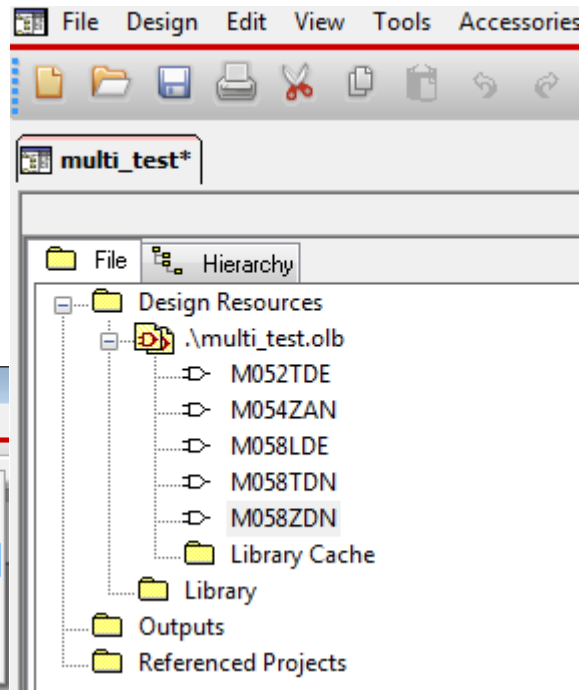 File Design Edit View Tools Accessories
multi_test*
File Hierarchy
Design Resources
.\multi_test.olb
M052TDE
M054ZAN
M058LDE
M058TDN
M058ZDN
Library Cache
Library
Outputs
Referenced Projects